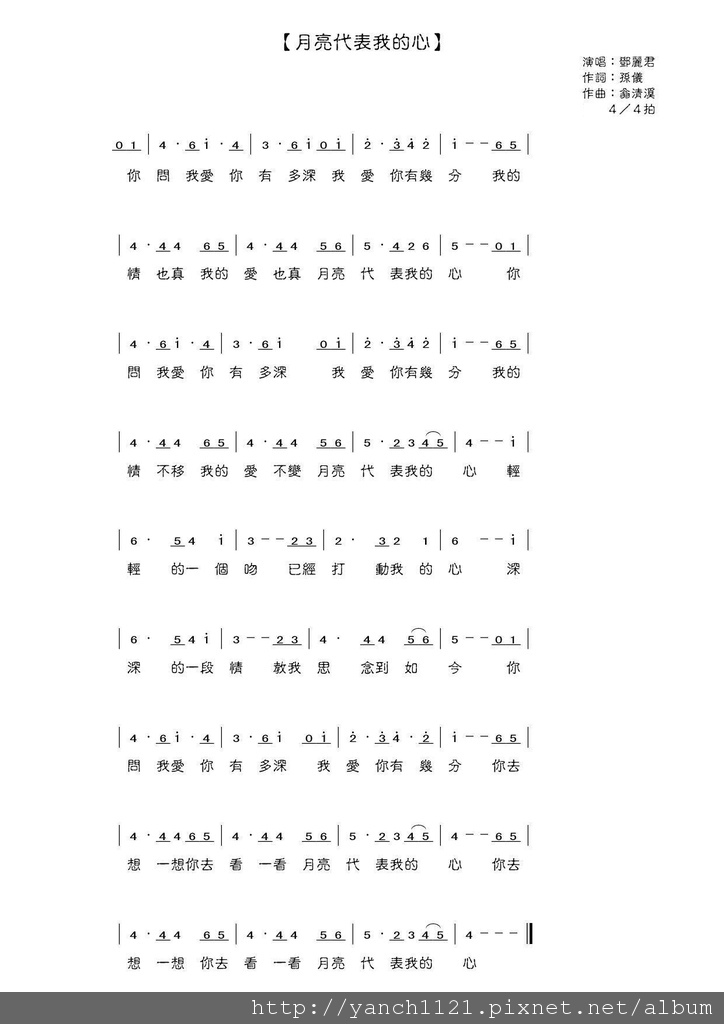 【月亮代表我的心】
演唱：鄧麗君
作詞：孫儀
作曲：翁清溪
4／4拍
0 1 | 4 · 6 i · 4 | 3 · 6 i 0 i | 2̇ · 3̇ 4̇ 2̇ | i － － 6 5 |
你 問 我愛 你 有 多深 我 愛 你有幾 分 我的
| 4 · 4 4 6 5 | 4 · 4 4 5 6 | 5 · 4 2 6 | 5 － － 0 1 |
情 也真 我的 愛 也真 月亮 代 表我的 心 你
| 4 · 6 i · 4 | 3 · 6 i 0 i | 2̇ · 3̇ 4̇ 2̇ | i － － 6 5 |
問 我愛 你 有 多深 我 愛 你有幾 分 我的
| 4 · 4 4 6 5 | 4 · 4 4 5 6 | 5 · 2 3 4 5 | 4 － － i |
情 不移 我的 愛 不變 月亮 代 表我的 心 輕
| 6 · 5 4 i | 3 － － 2 3 | 2 · 3 2 1 | 6 － － i |
輕 的一 個 吻 已經 打 動我 的 心 深
| 6 · 5 4 i | 3 － － 2 3 | 4 · 4 4 5 6 | 5 － － 0 1 |
深 的一段 情 敎我 思 念到 如 今 你
| 4 · 6 i · 4 | 3 · 6 i 0 i | 2̇ · 3̇ 4̇ · 2̇ | i － － 6 5 |
問 我愛 你 有 多深 我 愛 你有 幾 分 你去
| 4 · 4 4 6 5 | 4 · 4 4 5 6 | 5 · 2 3 4 5 | 4 － － 6 5 |
想 一想你去 看 一看 月亮 代 表我的 心 你去
| 4 · 4 4 6 5 | 4 · 4 4 5 6 | 5 · 2 3 4 5 | 4 － － － ‖
想 一想 你去 看 一看 月亮 代 表我的 心
http://yanch1121.pixnet.net/album